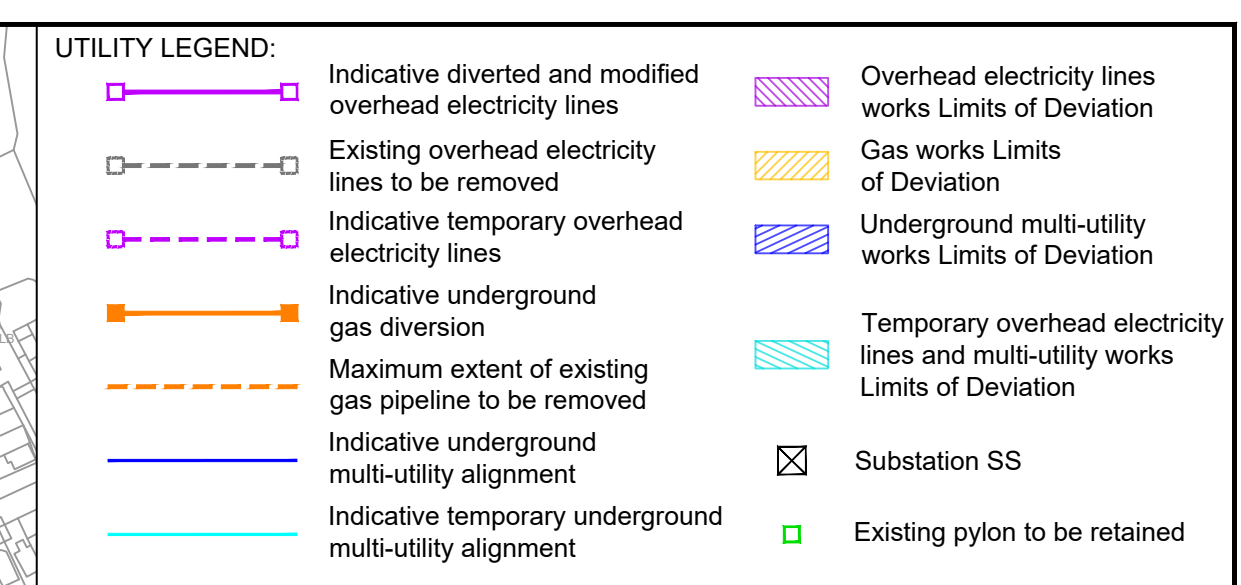 UTILITY LEGEND:
Indicative diverted and modified
overhead electricity lines
Existing overhead electricity
lines to be removed
Indicative temporary overhead
electricity lines
Indicative underground
gas diversion
Maximum extent of existing
gas pipeline to be removed
Indicative underground
multi-utility alignment
Indicative temporary underground
multi-utility alignment
Overhead electricity lines
works Limits of Deviation
Gas works Limits
of Deviation
Underground multi-utility
works Limits of Deviation
Temporary overhead electricity
lines and multi-utility works
Limits of Deviation
Substation SS
Existing pylon to be retained
LB